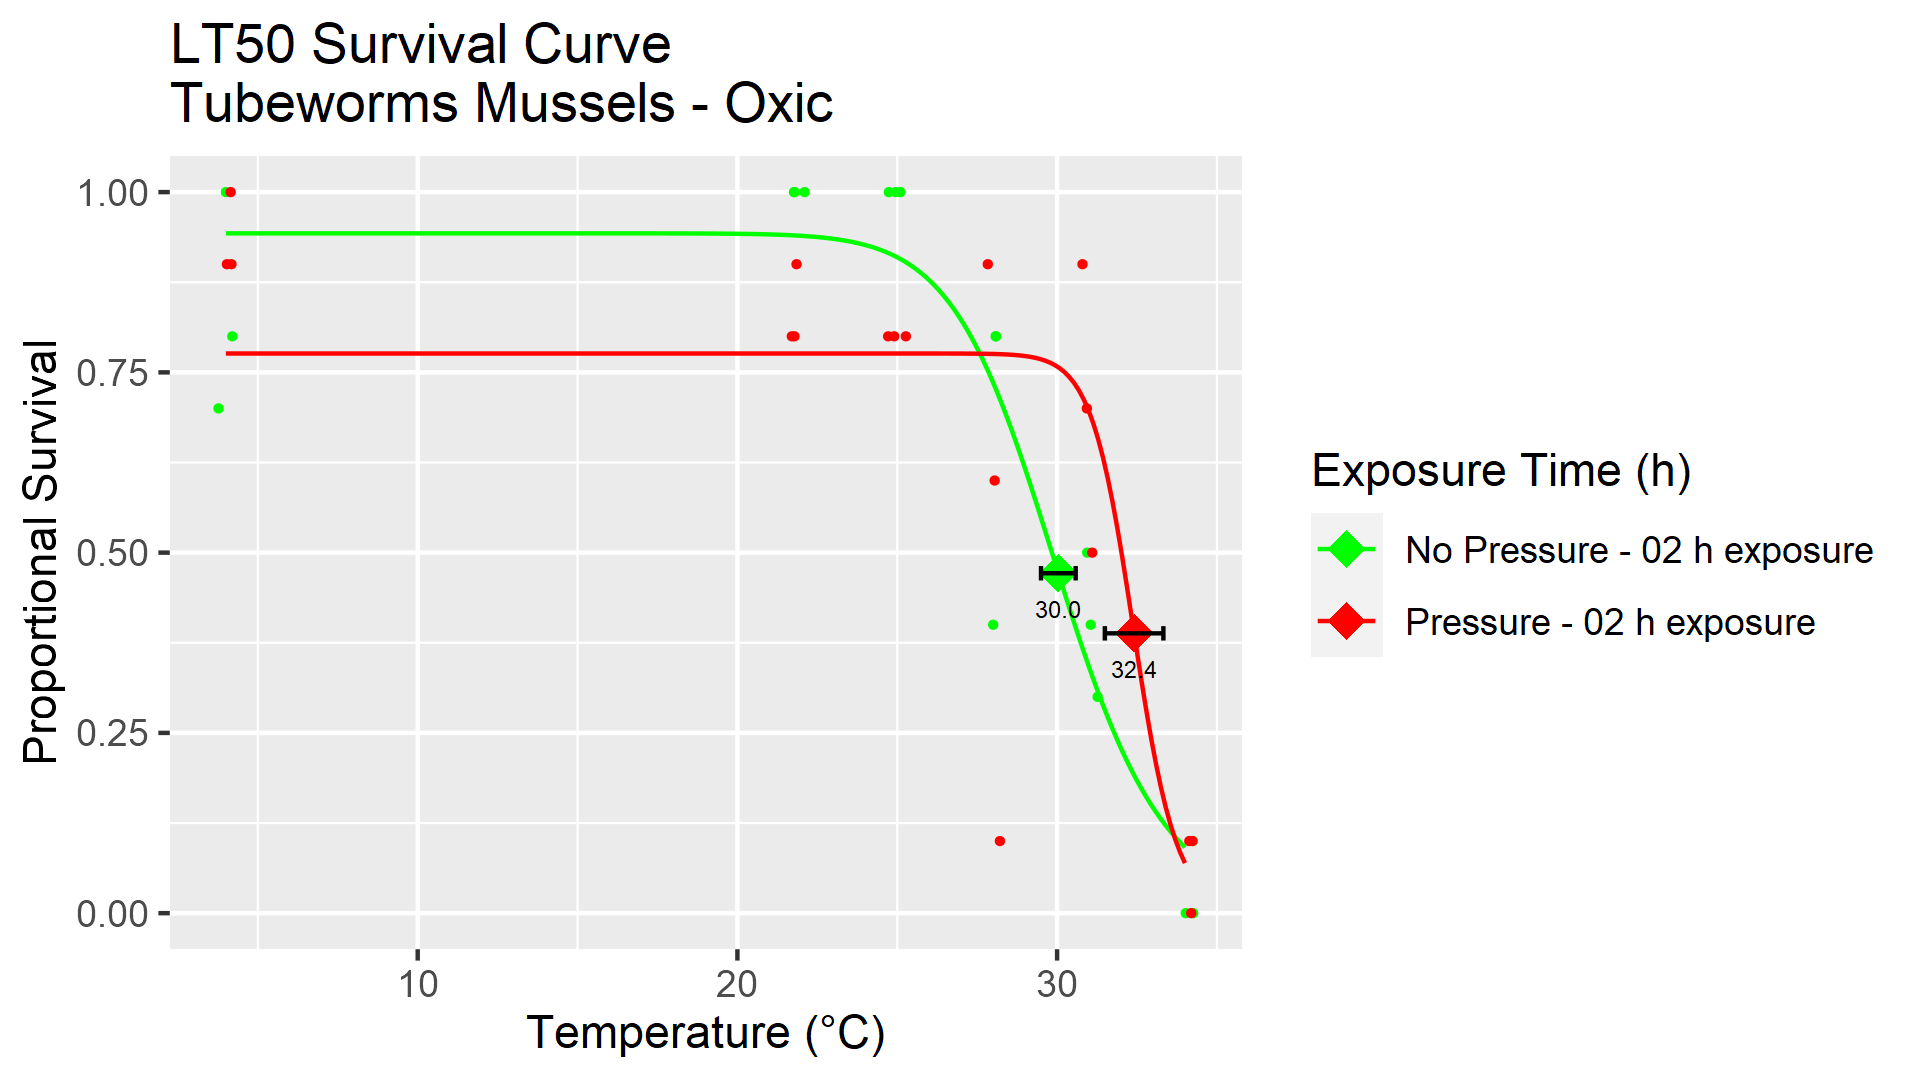 LT50 Survival Curve
Tubeworms Mussels - Oxic
Proportional Survival
1.00
0.75
0.50
0.25
0.00
30.0
32.4
10
20
30
Temperature (°C)
Exposure Time (h)
No Pressure - 02 h exposure
Pressure - 02 h exposure